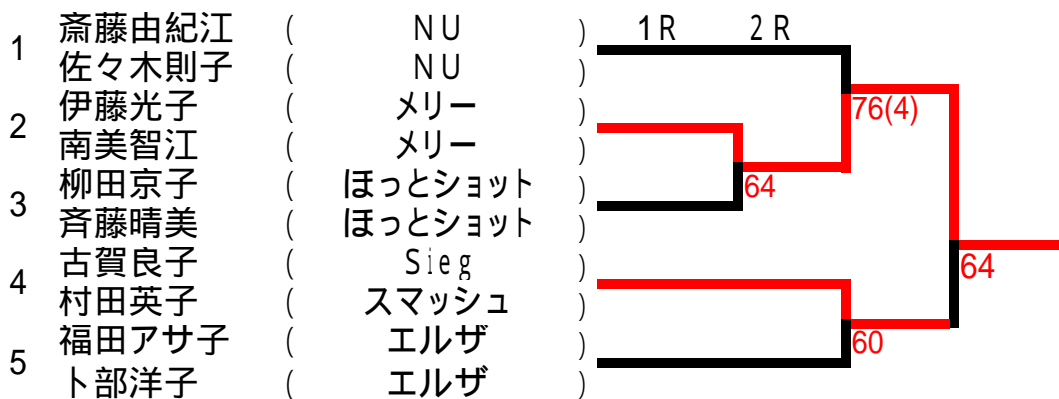 1R 2R
1 斎藤由紀江 ( NU )
佐々木則子 ( NU )
76(4)
2 伊藤光子 ( メリー )
南美智江 ( メリー )
64
3 柳田京子 ( ほっとショット )
斉藤晴美 ( ほっとショット )
64
4 古賀良子 ( Sieg )
村田英子 ( スマッシュ )
60
5 福田アサ子 ( エルザ )
卜部洋子 ( エルザ )